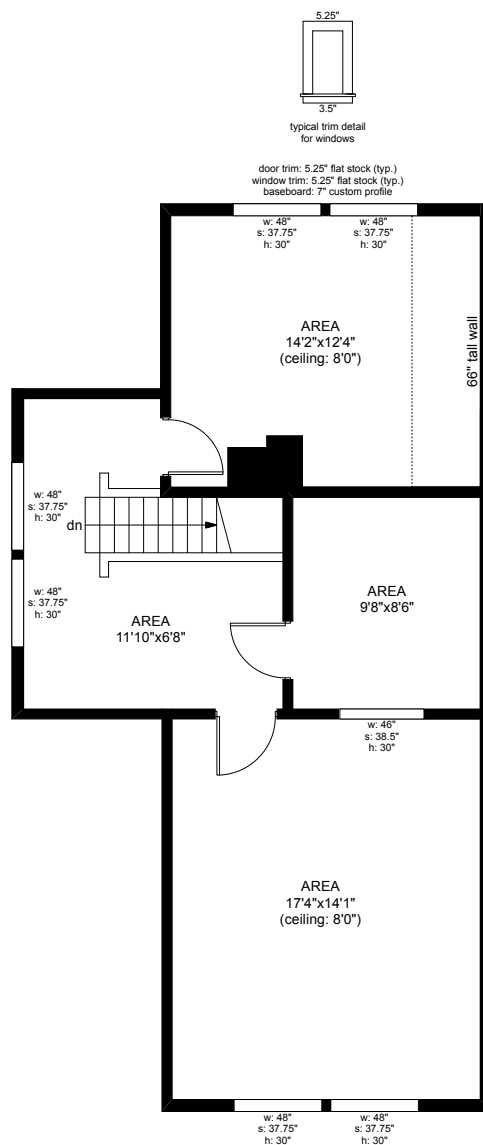 5.25"
3.5"
typical trim detail
for windows
door trim: 5.25" flat stock (typ.)
window trim: 5.25" flat stock (typ.)
baseboard: 7" custom profile
w: 48"
s: 37.75"
h: 30"
w: 48"
s: 37.75"
h: 30"
AREA
14'2"x12'4"
(ceiling: 8'0")
66" tall wall
w: 48"
s: 37.75"
h: 30"
dn
w: 48"
s: 37.75"
h: 30"
AREA
11'10"x6'8"
AREA
9'8"x8'6"
w: 46"
s: 38.5"
h: 30"
AREA
17'4"x14'1"
(ceiling: 8'0")
w: 48"
s: 37.75"
h: 30"
w: 48"
s: 37.75"
h: 30"